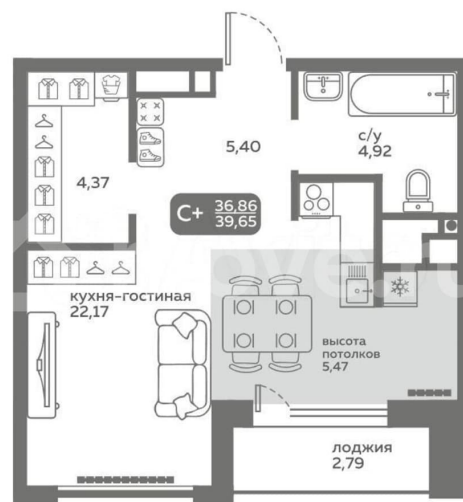 5,40
с/у
4,92
4,37
С+
36,86
39,65
кухня-гостиная
22,17
высота
потолков
5,47
лоджия
2,79